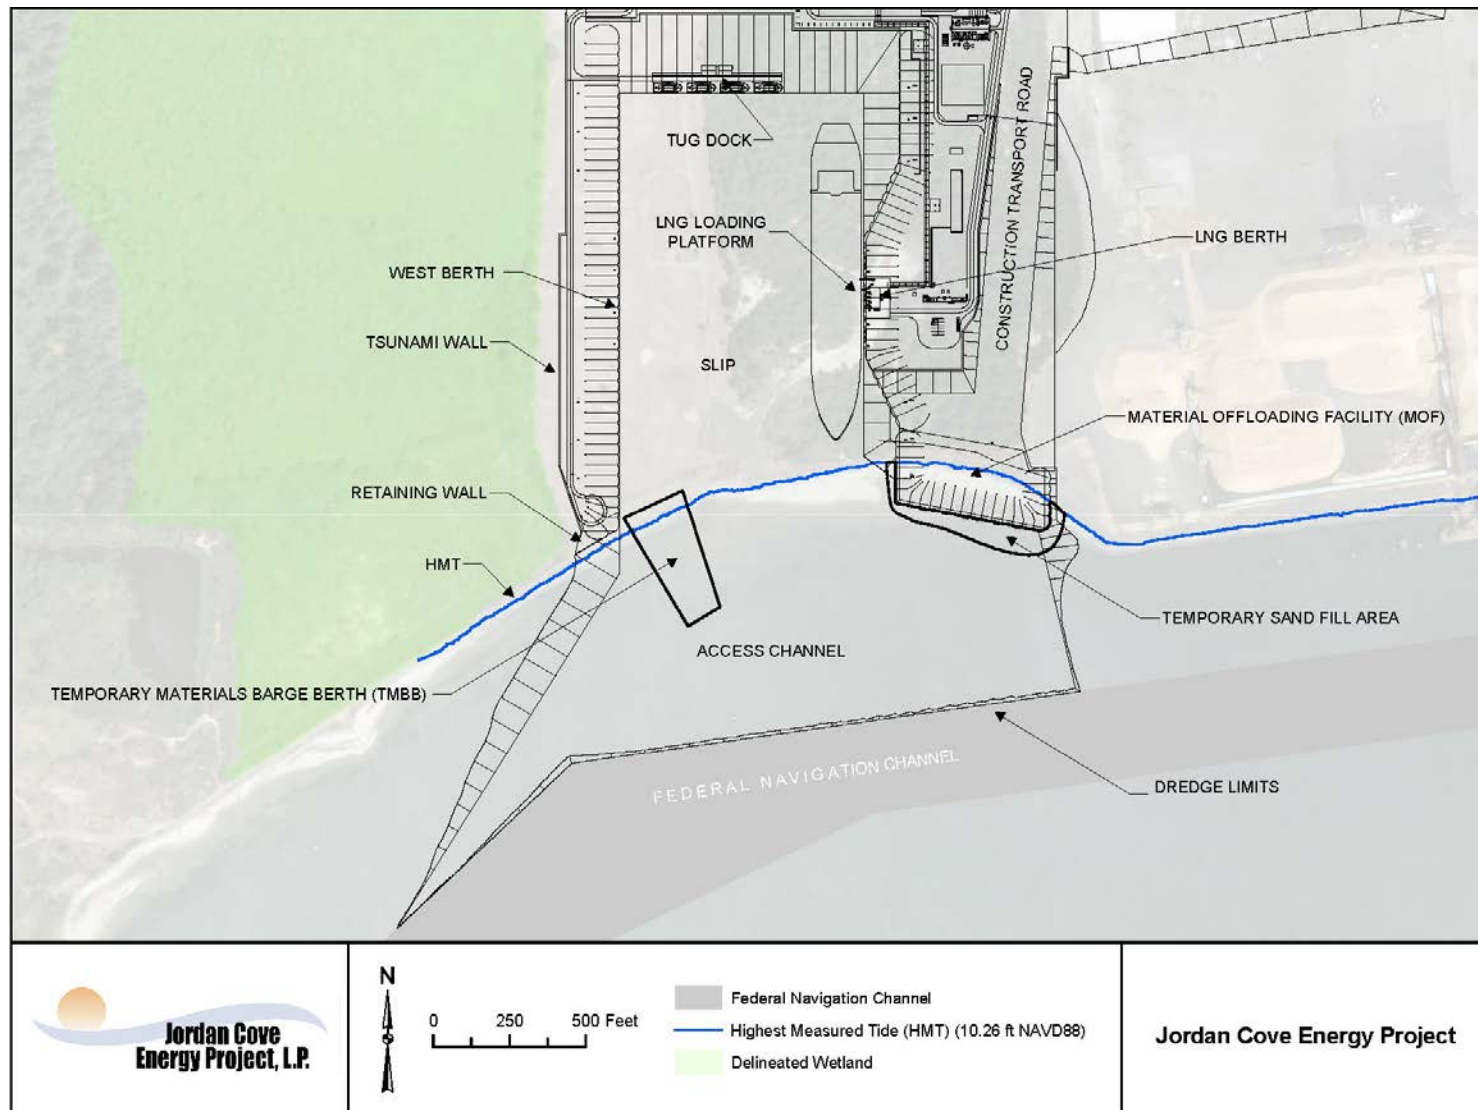 TUG DOCK
CONSTRUCTION TRANSPORT ROAD
LNG LOADING
PLATFORM
LNG BERTH
WEST BERTH
TSUNAMI WALL
SLIP
MATERIAL OFFLOADING FACILITY (MOF)
RETAINING WALL
HMT
TEMPORARY SAND FILL AREA
ACCESS CHANNEL
TEMPORARY MATERIALS BARGE BERTH (TMBB)
FEDERAL NAVIGATION CHANNEL
DREDGE LIMITS
Jordan Cove
Energy Project, L.P.
N
0 250 500 Feet
Federal Navigation Channel
Highest Measured Tide (HMT) (10.26 ft NAVD88)
Delineated Wetland
Jordan Cove Energy Project